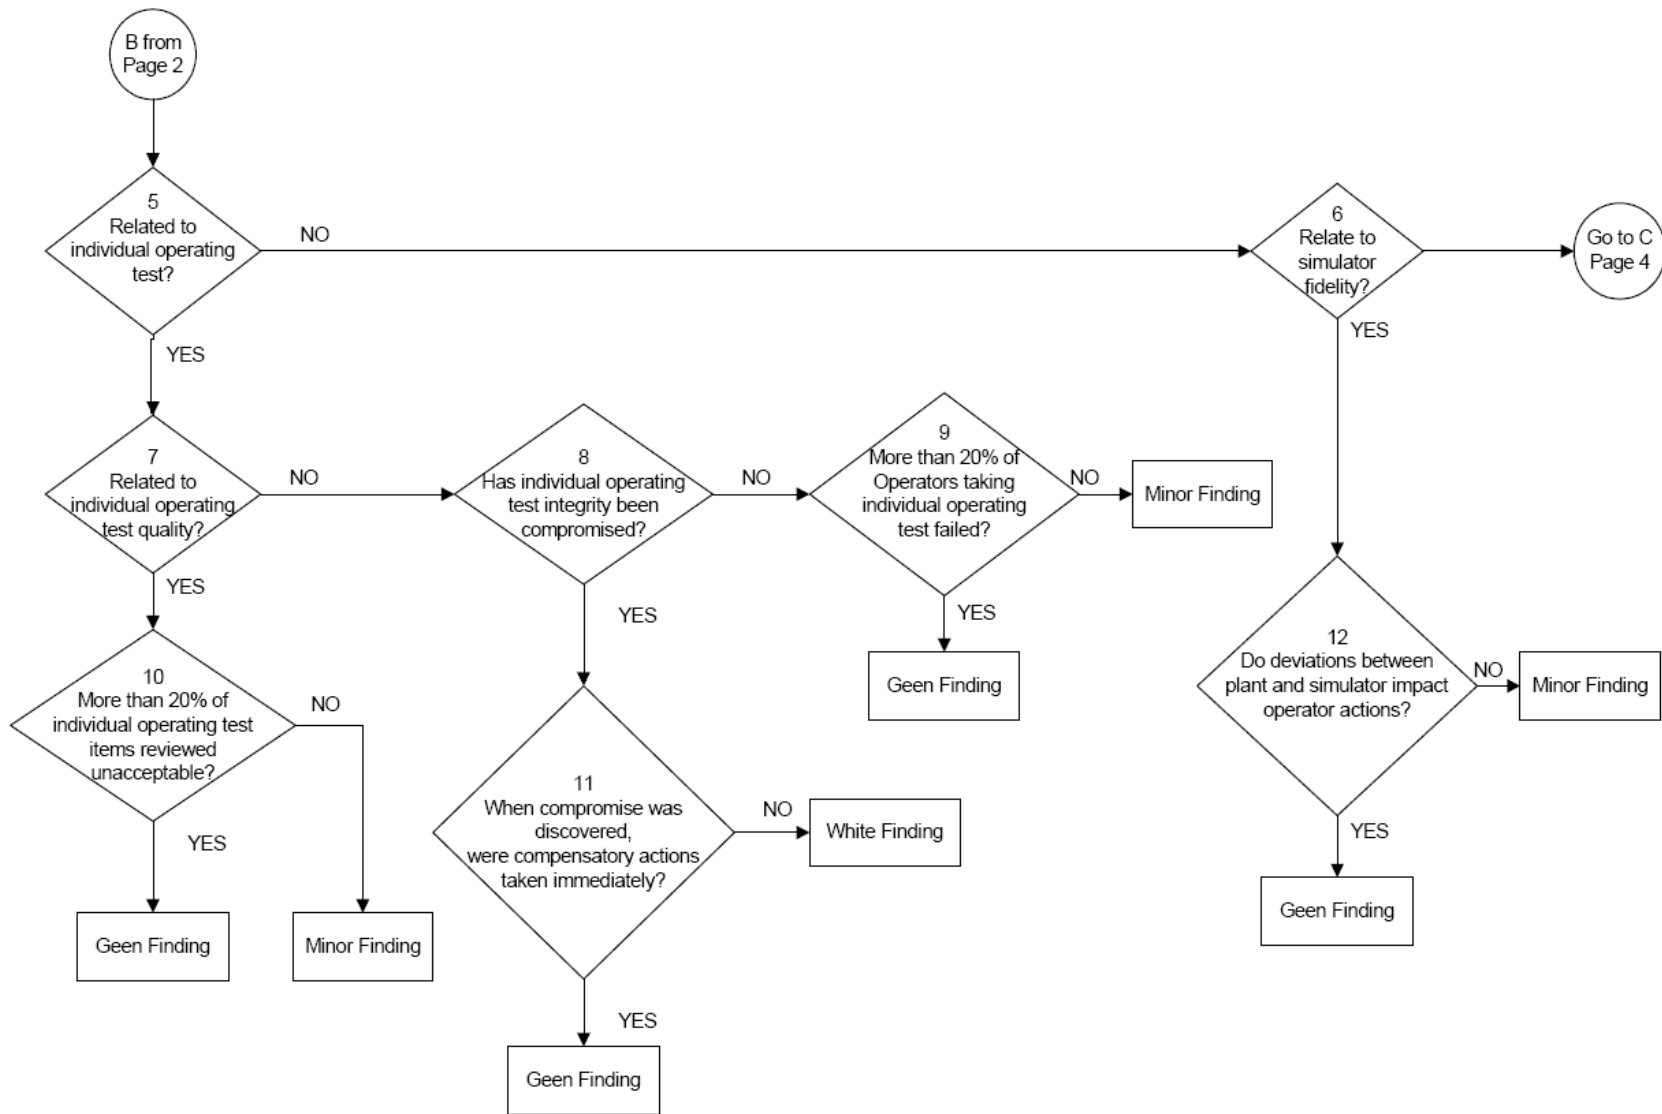 B from
Page 2
5
Related to
individual operating
test?
NO
6
Relate to
simulator
fidelity?
Go to C
Page 4
YES
YES
7
Related to
individual operating
test quality?
NO
8
Has individual operating
test integrity been
compromised?
NO
9
More than 20% of
Operators taking
individual operating
test failed?
NO
Minor Finding
YES
YES
YES
Geen Finding
10
More than 20% of
individual operating test
items reviewed
unacceptable?
NO
12
Do deviations between
plant and simulator impact
operator actions?
NO
Minor Finding
11
When compromise was
discovered,
were compensatory actions
taken immediately?
NO
White Finding
YES
YES
Geen Finding
Geen Finding
Minor Finding
YES
Geen Finding